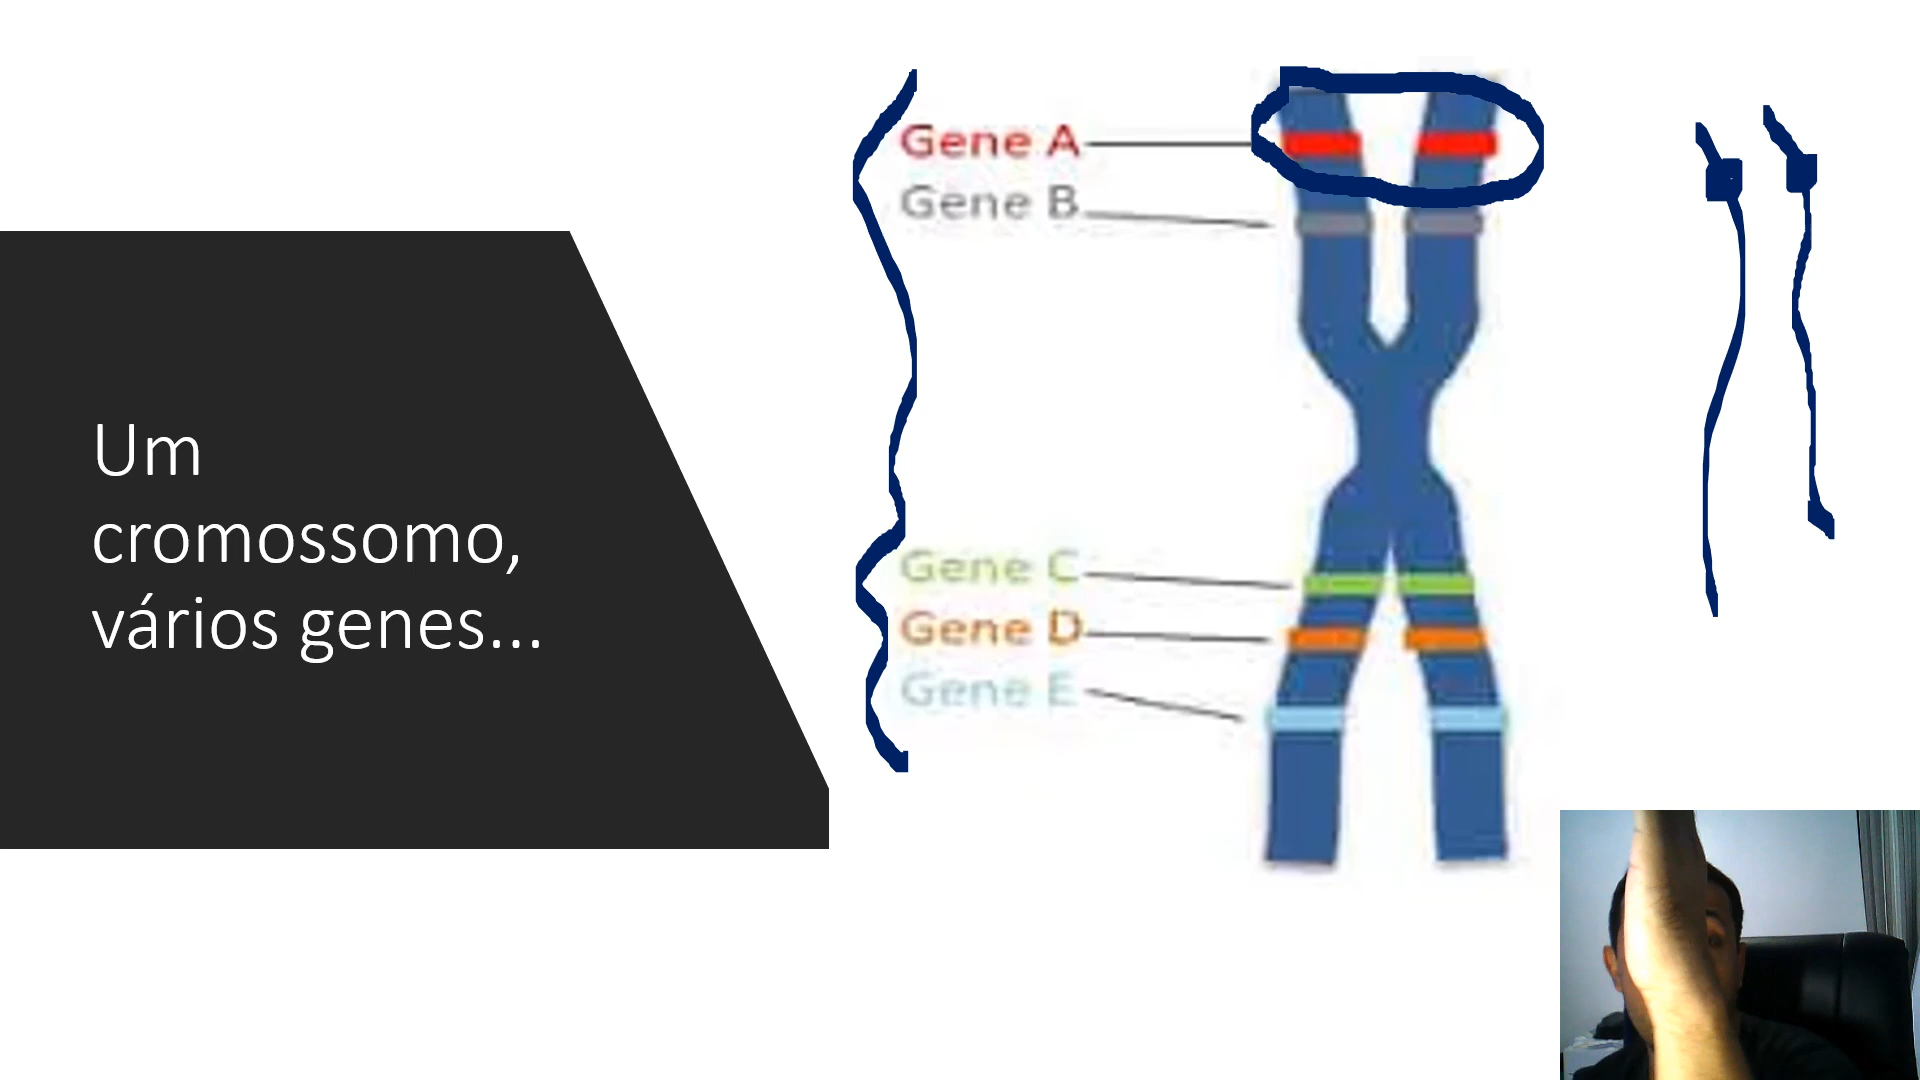 Um
cromossomo,
vários genes...
Gene A
Gene B
Gene C
Gene D
Gene E